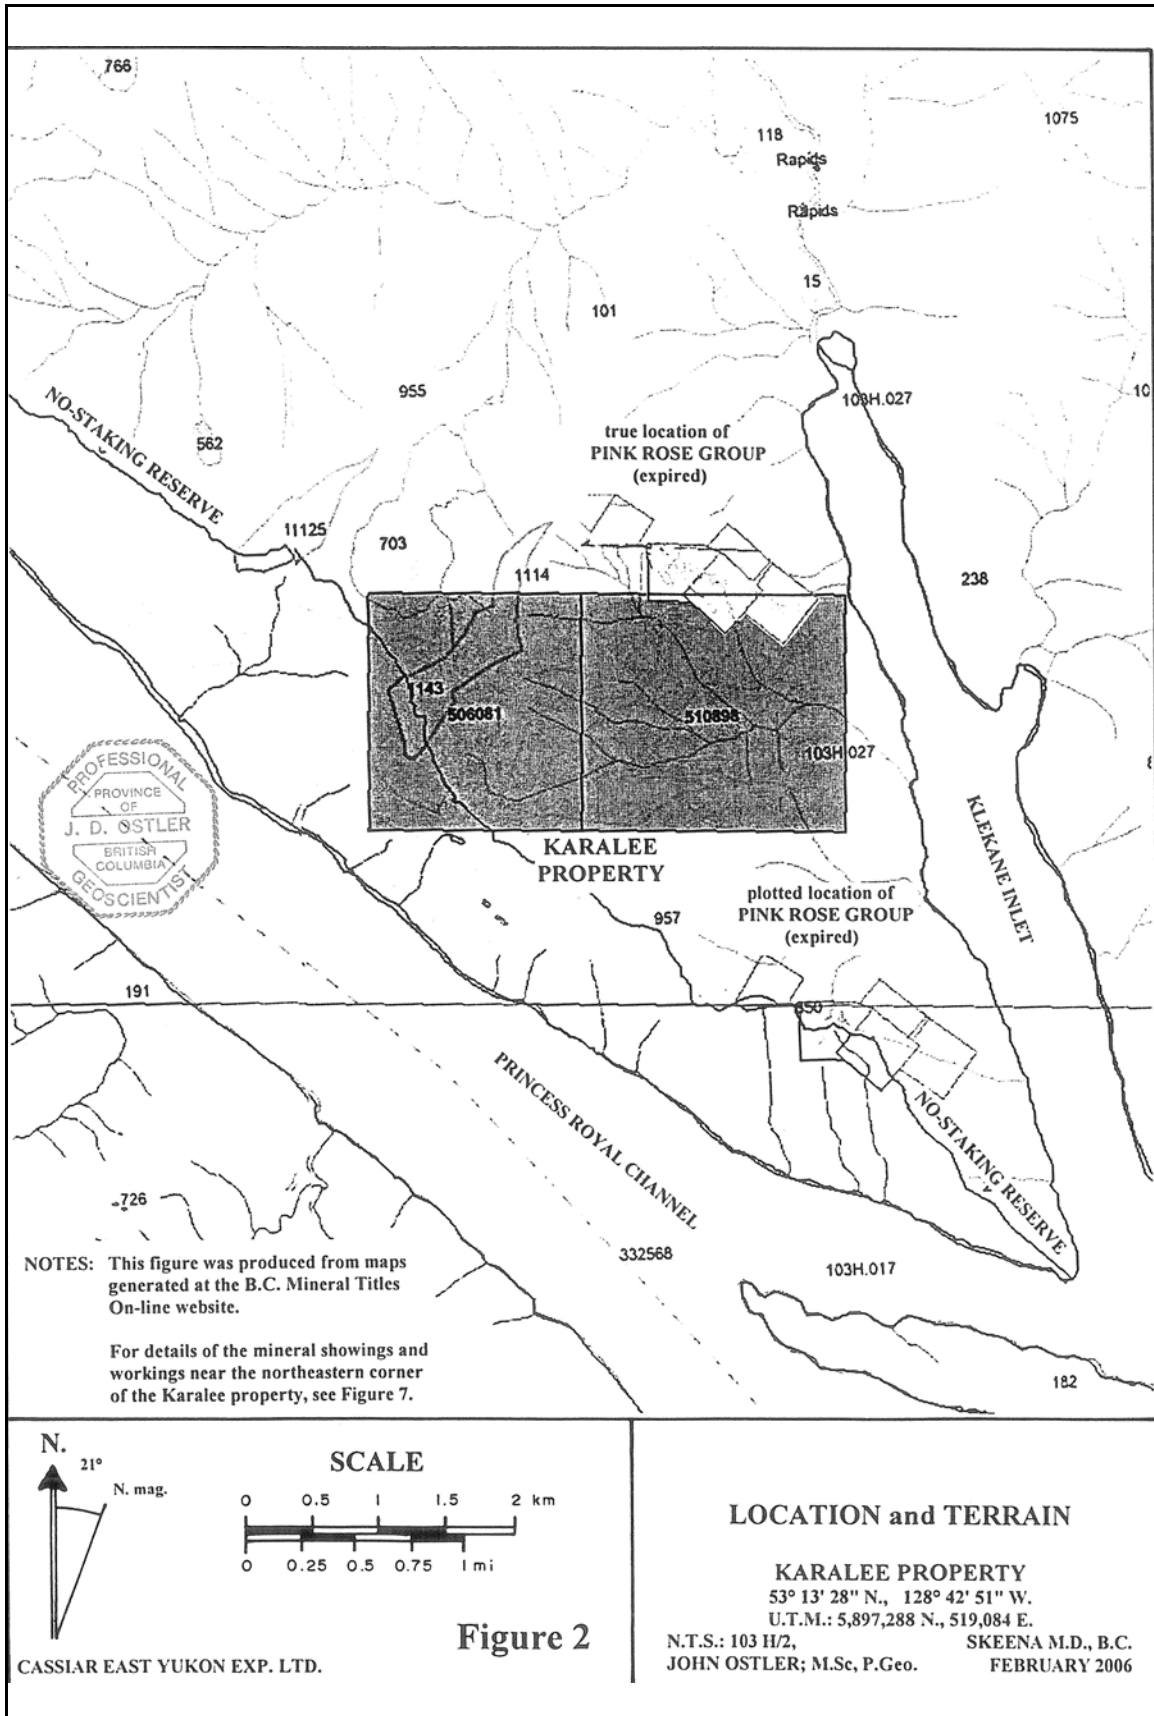 766
118
1075
Rapids
Rapids
15
101
955
103H.027
10
NO-STAKING RESERVE
562
true location of
PINK ROSE GROUP
(expired)
11125
703
1114
238
1143
506081
510898
103H.027
8
PROFESSIONAL
PROVINCE
OF
J. D. OSTLER
BRITISH
COLUMBIA
GEOSCIENTIST
KARALEE
PROPERTY
KLEKANE INLET
plotted location of
PINK ROSE GROUP
(expired)
957
191
350
PRINCESS ROYAL CHANNEL
NO-STAKING RESERVE
726
332568
103H.017
182
NOTES: This figure was produced from maps
generated at the B.C. Mineral Titles
On-line website.
For details of the mineral showings and
workings near the northeastern corner
of the Karalee property, see Figure 7.
N.
21°
N. mag.
SCALE
0 0.5 1 1.5 2 km
0 0.25 0.5 0.75 1 mi
Figure 2
CASSIAR EAST YUKON EXP. LTD.
LOCATION and TERRAIN
KARALEE PROPERTY
53° 13' 28" N., 128° 42' 51" W.
U.T.M.: 5,897,288 N., 519,084 E.
N.T.S.: 103 H/2, SKEENA M.D., B.C.
JOHN OSTLER; M.Sc, P.Geo. FEBRUARY 2006